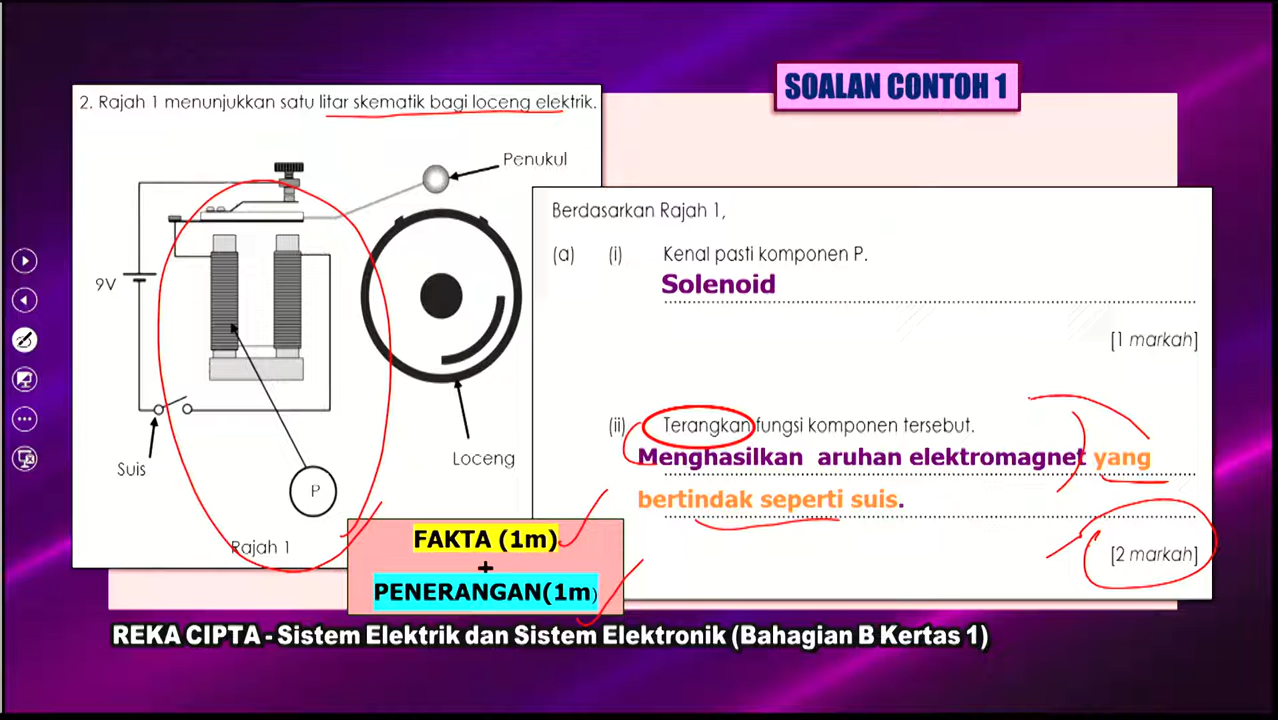 SOALAN CONTOH 1
2. Rajah 1 menunjukkan satu litar skematik bagi loceng elektrik.
Penukul
9V
Suis
Loceng
P
Rajah 1
Berdasarkan Rajah 1,
(a) (i) Kenal pasti komponen P.
Solenoid
[1 markah]
(ii) Terangkan fungsi komponen tersebut.
Menghasilkan aruhan elektromagnet yang
bertindak seperti suis.
[2 markah]
FAKTA (1m)
+
PENERANGAN(1m)
REKA CIPTA - Sistem Elektrik dan Sistem Elektronik (Bahagian B Kertas 1)